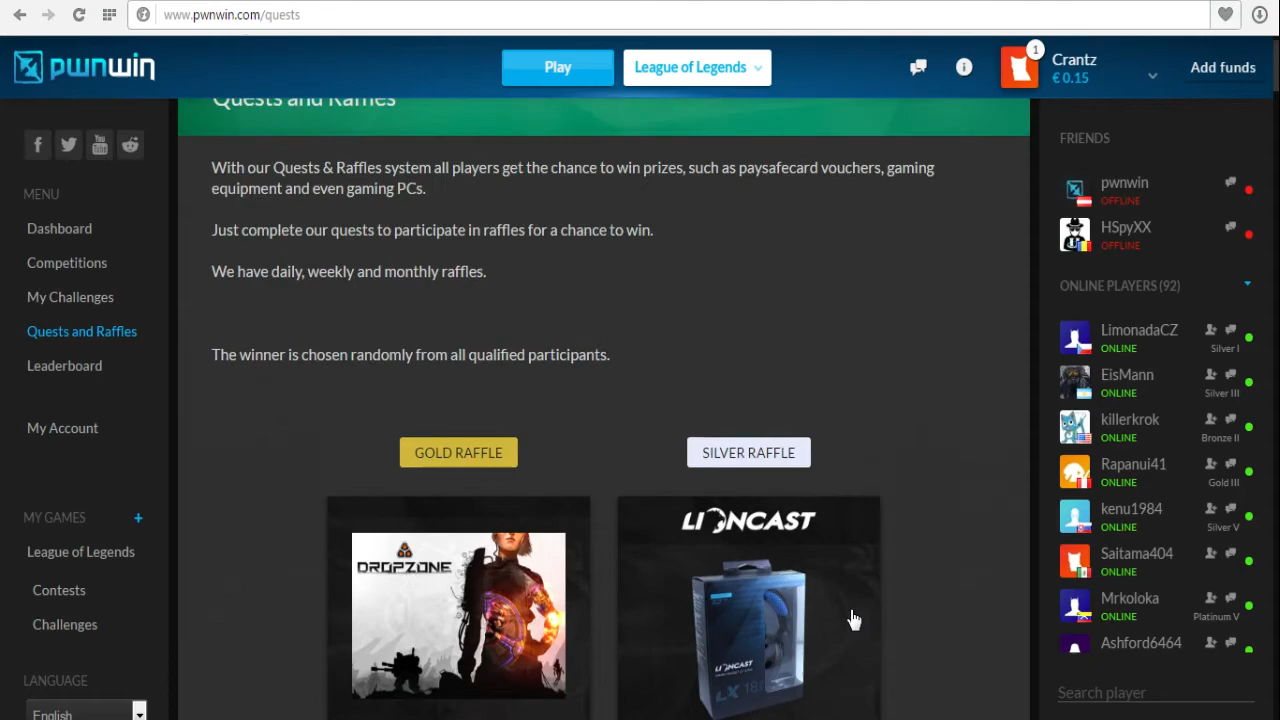 www.pwnwin.com/quests
pwnwin
Play
League of Legends
1
Crantz
€ 0.15
Add funds
Quests and Raffles
MENU
Dashboard
Competitions
My Challenges
Quests and Raffles
Leaderboard
My Account
MY GAMES +
League of Legends
Contests
Challenges
LANGUAGE
English
With our Quests & Raffles system all players get the chance to win prizes, such as paysafecard vouchers, gaming
equipment and even gaming PCs.
Just complete our quests to participate in raffles for a chance to win.
We have daily, weekly and monthly raffles.
The winner is chosen randomly from all qualified participants.
GOLD RAFFLE
SILVER RAFFLE
DROPZONE
LIONCAST
LIONCAST
LX 18
FRIENDS
pwnwin
OFFLINE
HSpyXX
OFFLINE
ONLINE PLAYERS (92)
LimonadaCZ
ONLINE Silver I
EisMann
ONLINE Silver III
killerkrok
ONLINE Bronze II
Rapanui41
ONLINE Gold III
kenu1984
ONLINE Silver V
Saitama404
ONLINE
Mrkoloka
ONLINE Platinum V
Ashford6464
Search player